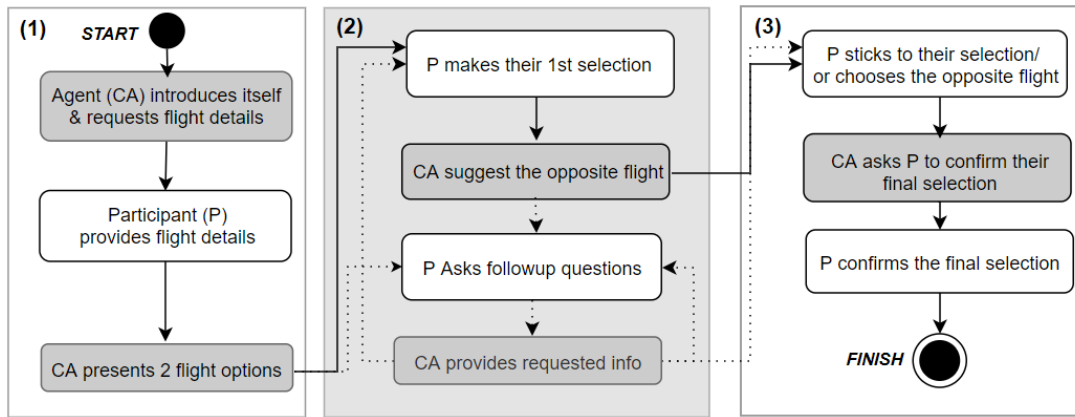 (1)
START
Agent (CA) introduces itself
& requests flight details
Participant (P)
provides flight details
CA presents 2 flight options
(2)
P makes their 1st selection
CA suggest the opposite flight
P Asks followup questions
CA provides requested info
(3)
P sticks to their selection/
or chooses the opposite flight
CA asks P to confirm their
final selection
P confirms the final selection
FINISH